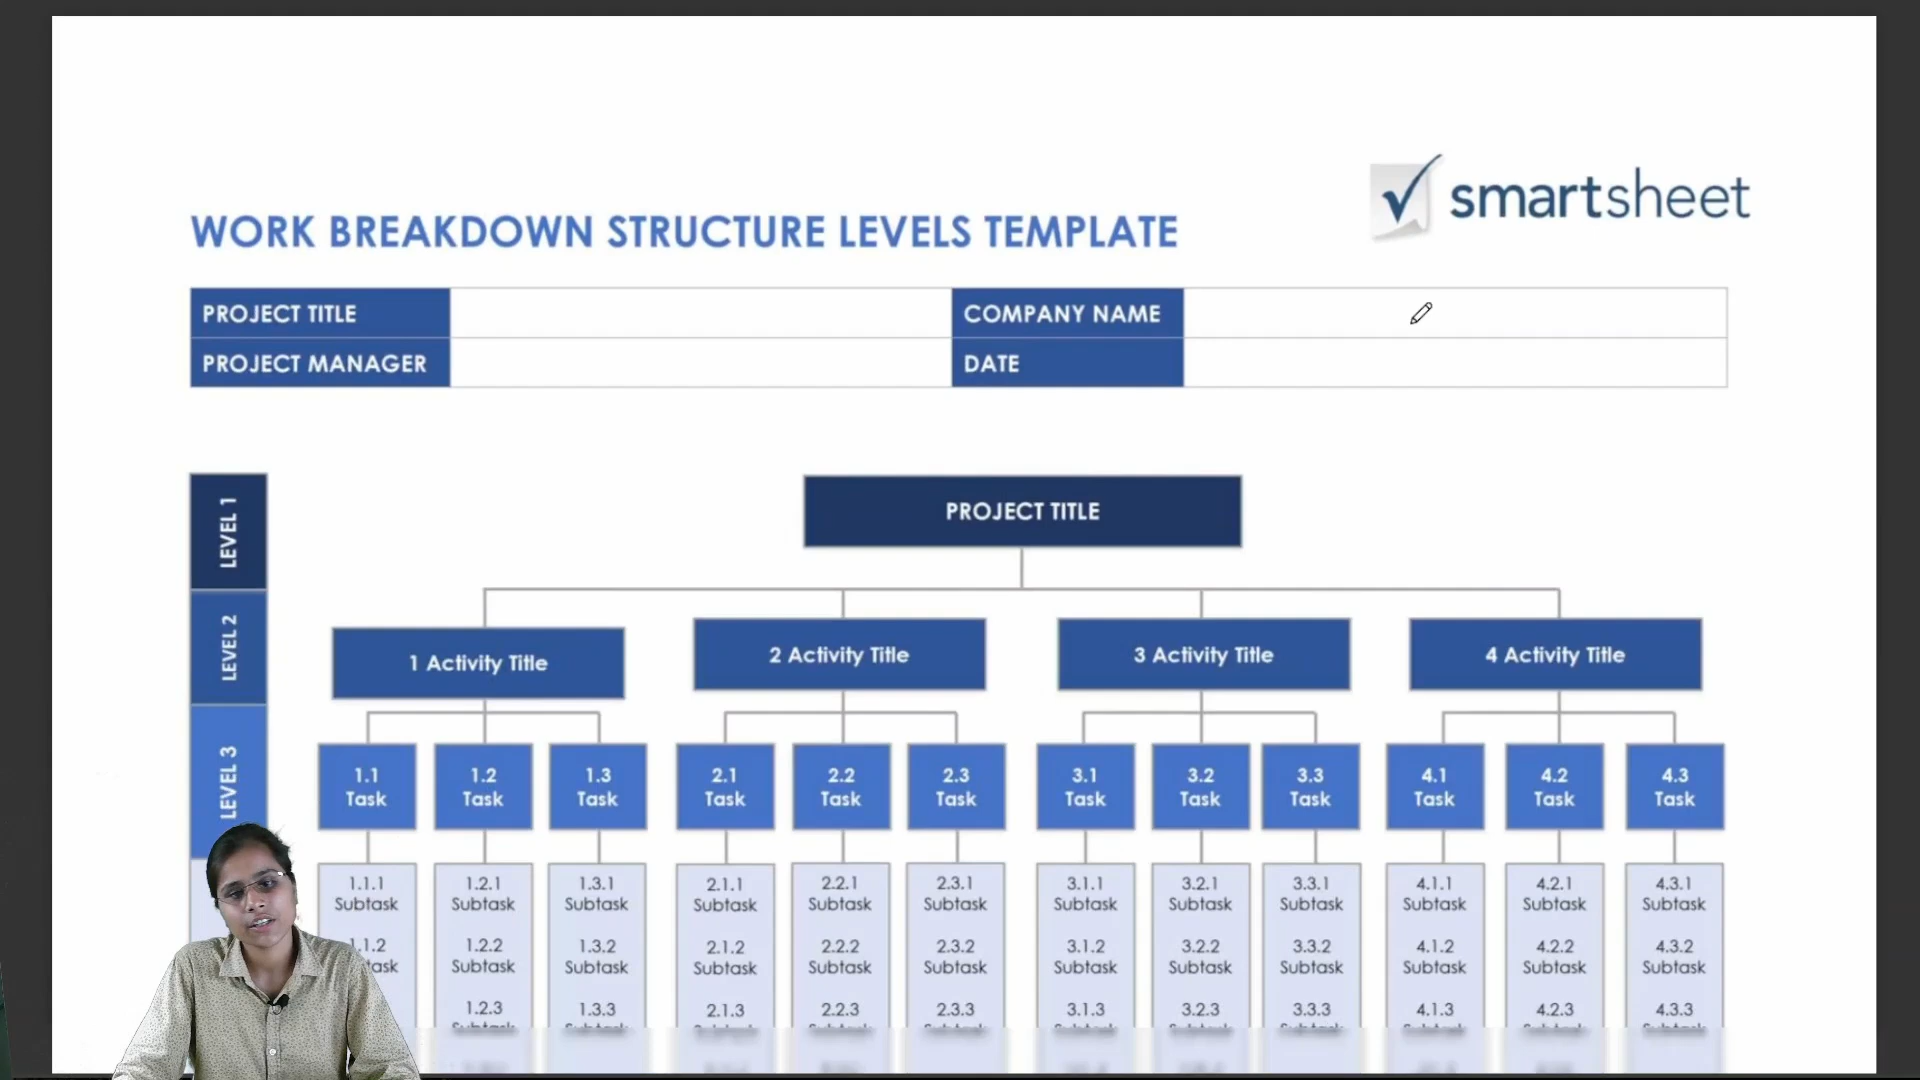 smartsheet
WORK BREAKDOWN STRUCTURE LEVELS TEMPLATE
PROJECT TITLE COMPANY NAME
PROJECT MANAGER DATE
LEVEL 1
PROJECT TITLE
LEVEL 2
1 Activity Title 2 Activity Title 3 Activity Title 4 Activity Title
LEVEL 3
1.1 1.2 1.3 2.1 2.2 2.3 3.1 3.2 3.3 4.1 4.2 4.3
Task Task Task Task Task Task Task Task Task Task Task Task
1.1.1 1.2.1 1.3.1 2.1.1 2.2.1 2.3.1 3.1.1 3.2.1 3.3.1 4.1.1 4.2.1 4.3.1
Subtask Subtask Subtask Subtask Subtask Subtask Subtask Subtask Subtask Subtask Subtask Subtask
1.2.2 1.3.2 2.1.2 2.2.2 2.3.2 3.1.2 3.2.2 3.3.2 4.1.2 4.2.2 4.3.2
Subtask Subtask Subtask Subtask Subtask Subtask Subtask Subtask Subtask Subtask Subtask
1.2.3 1.3.3 2.1.3 2.2.3 2.3.3 3.1.3 3.2.3 3.3.3 4.1.3 4.2.3 4.3.3